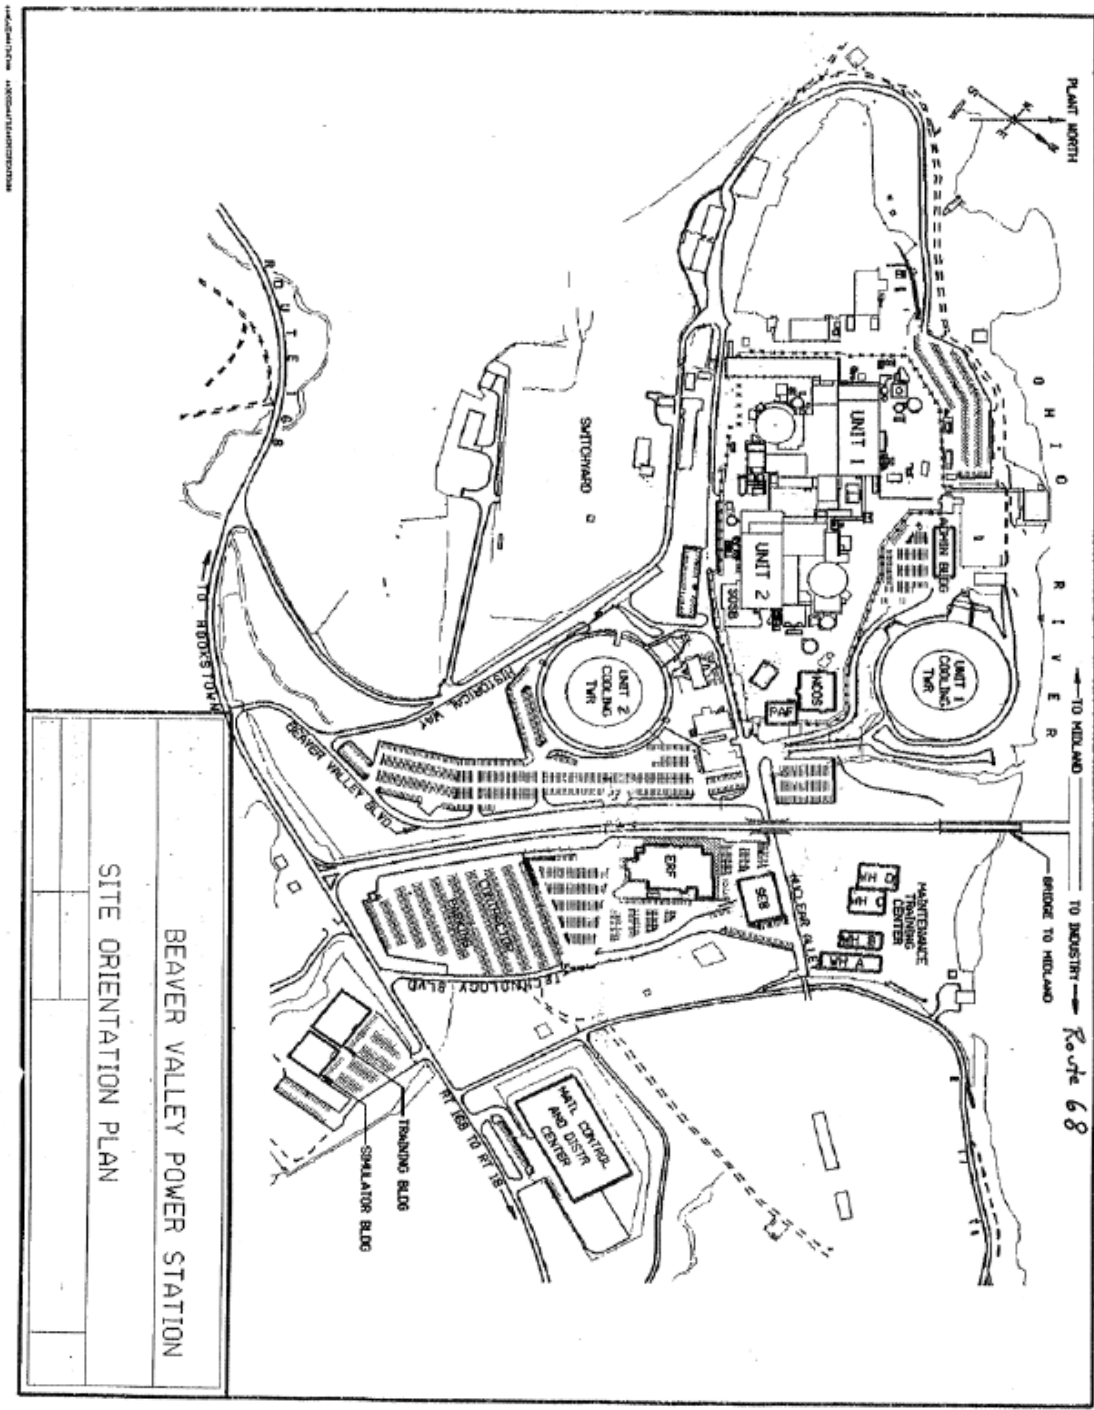 PLANT NORTH
N
S
E
W
OHIO RIVER
TO MIDLAND
TO INDUSTRY
Route 68
BRIDGE TO MIDLAND
UNIT 1
ADMIN BLDG
UNIT 1
COOLING
TWR
UNIT 2
SOSB
PAF
UNIT 2
COOLING
TWR
SWITCHYARD
ROUTE 168
TO HOOKSTOWN
HISTORICAL WAY
BEAVER VALLEY BLVD
MAINTENANCE
TRAINING
CENTER
WH D
WH C
WH B
WH A
NUCLEAR ALLEY
ERF
SEB
CONTRACTOR
PARKING
TECHNOLOGY BLVD
MATL CONTROL
AND DISTR
CENTER
RT 168 TO RT 18
TRAINING BLDG
SIMULATOR BLDG
BEAVER VALLEY POWER STATION
SITE ORIENTATION PLAN